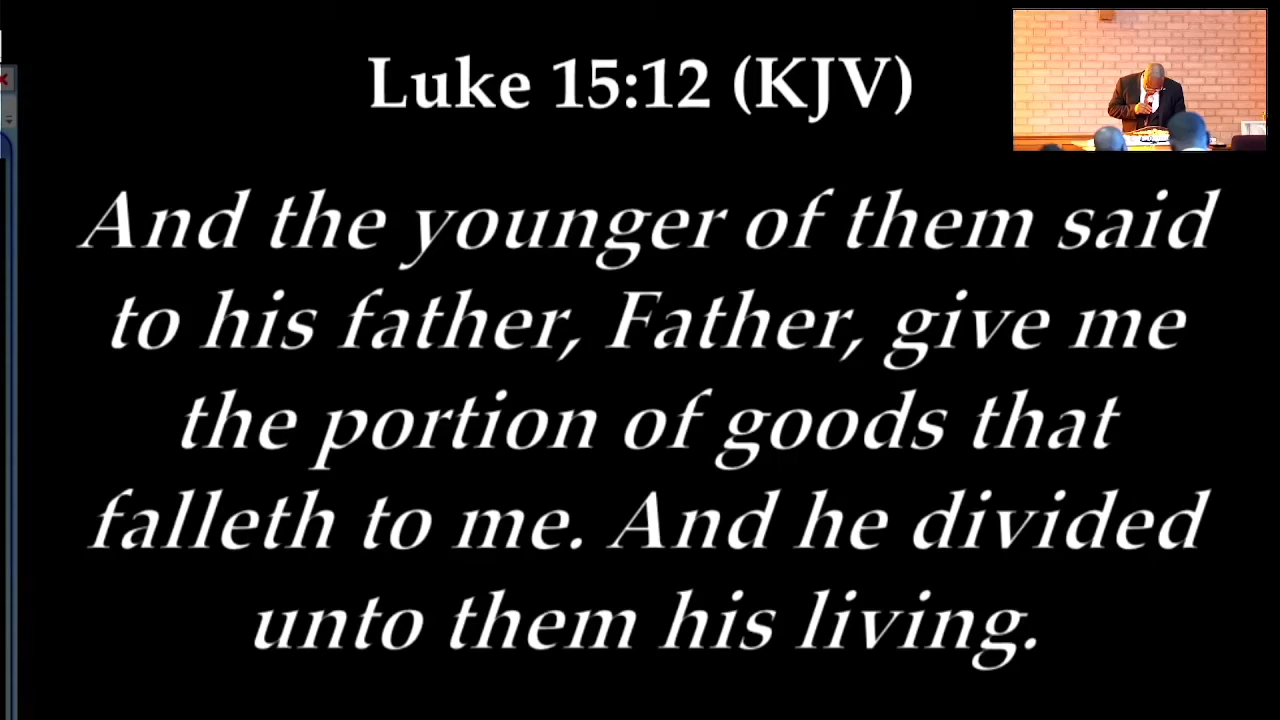 Luke 15:12 (KJV)
And the younger of them said
to his father, Father, give me
the portion of goods that
falleth to me. And he divided
unto them his living.